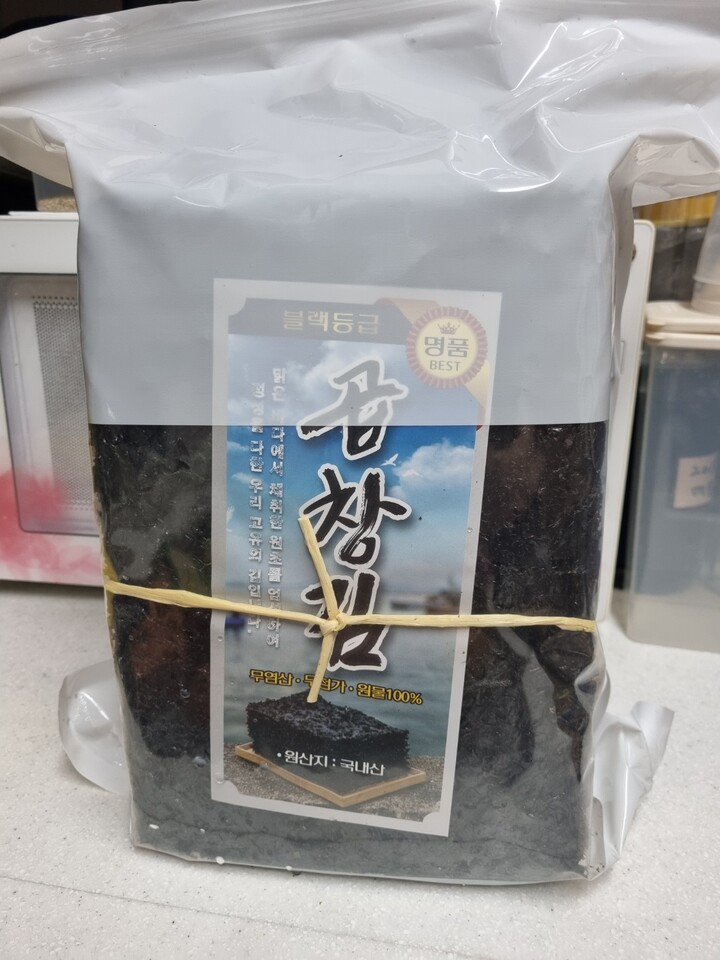 블랙등급
명품
BEST
곱창김
맑은 바다에서 채취한 원초를 엄선하여
정성을 다한 우리 고유의 김입니다.
무염산·무첨가·원물100%
·원산지 : 국내산